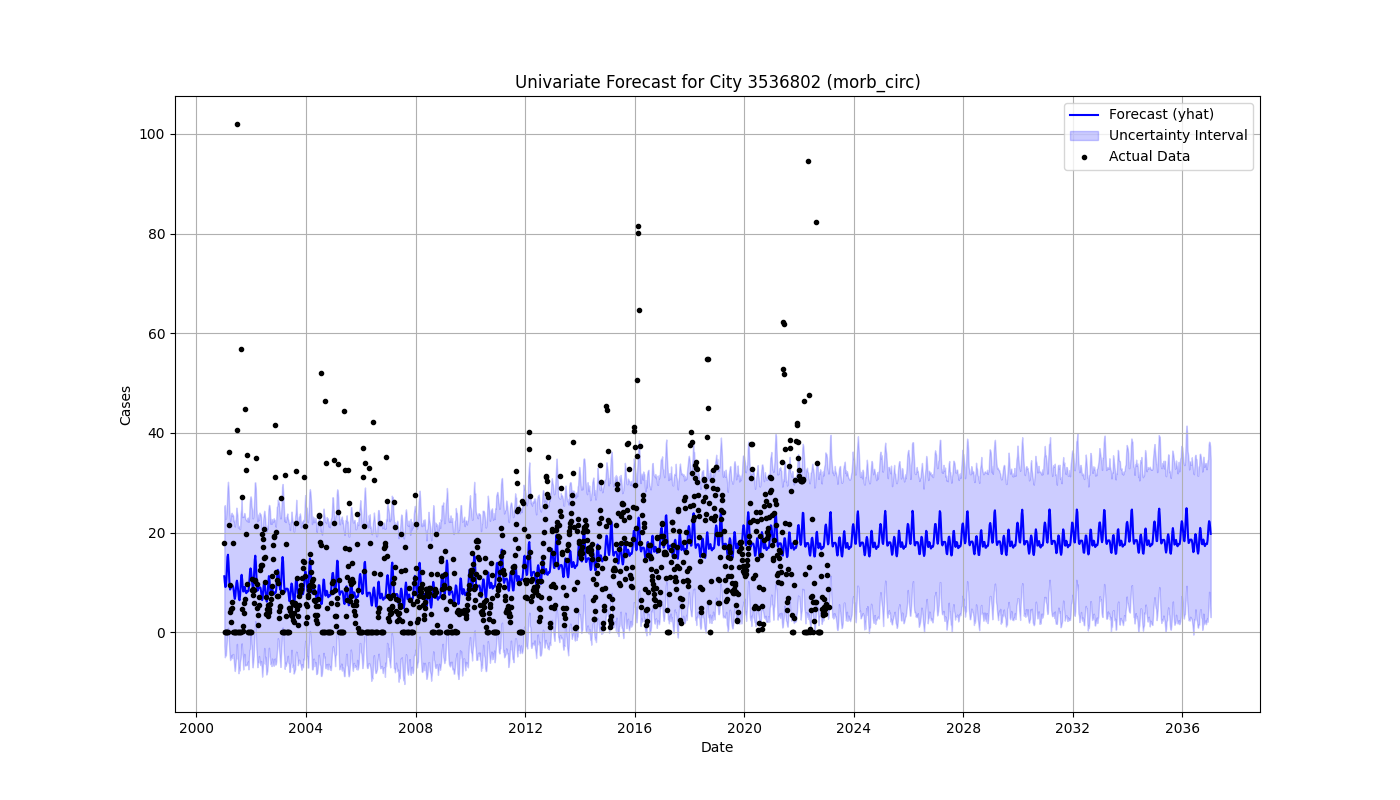 Univariate Forecast for City 3536802 (morb_circ)
Forecast (yhat)
Uncertainty Interval
Actual Data
Cases
100
80
60
40
20
0
2000 2004 2008 2012 2016 2020 2024 2028 2032 2036
Date